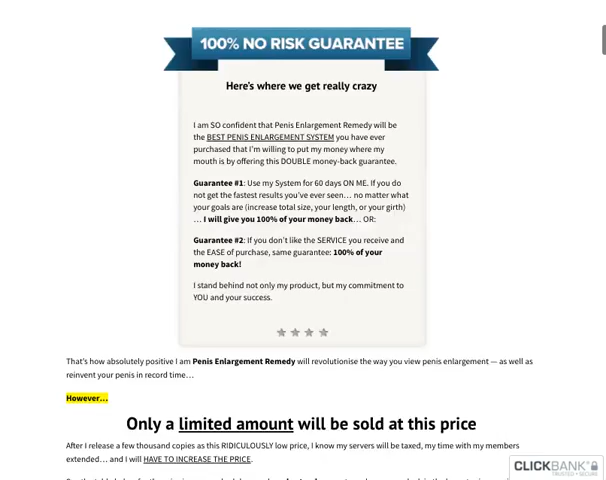 100% NO RISK GUARANTEE
Here's where we get really crazy
I am SO confident that Penis Enlargement Remedy will be
the BEST PENIS ENLARGEMENT SYSTEM you have ever
purchased that I'm willing to put my money where my
mouth is by offering this DOUBLE money-back guarantee.
Guarantee #1: Use my System for 60 days ON ME. If you do
not get the fastest results you've ever seen… no matter what
your goals are (increase total size, your length, or your girth)
… I will give you 100% of your money back… OR:
Guarantee #2: If you don't like the SERVICE you receive and
the EASE of purchase, same guarantee: 100% of your
money back!
I stand behind not only my product, but my commitment to
YOU and your success.
That's how absolutely positive I am Penis Enlargement Remedy will revolutionise the way you view penis enlargement — as well as
reinvent your penis in record time…
However…
Only a limited amount will be sold at this price
After I release a few thousand copies as this RIDICULOUSLY low price, I know my servers will be taxed, my time with my members
extended… and I will HAVE TO INCREASE THE PRICE.
CLICKBANK®